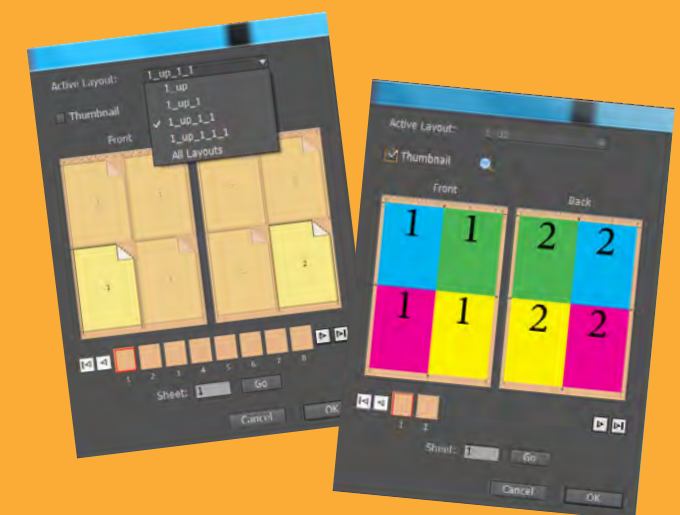 Active Layout: 1_up_1_1
1_up
1_up_1
1_up_1_1
1_up_1_1_1
All Layouts
Thumbnail
Front
1
2
1 2 3 4 5 6 7 8
Sheet: 1 Go
Cancel OK
Active Layout:
Thumbnail
Front Back
1 1 2 2
1 1 2 2
1 2
Sheet: 1 Go
Cancel OK